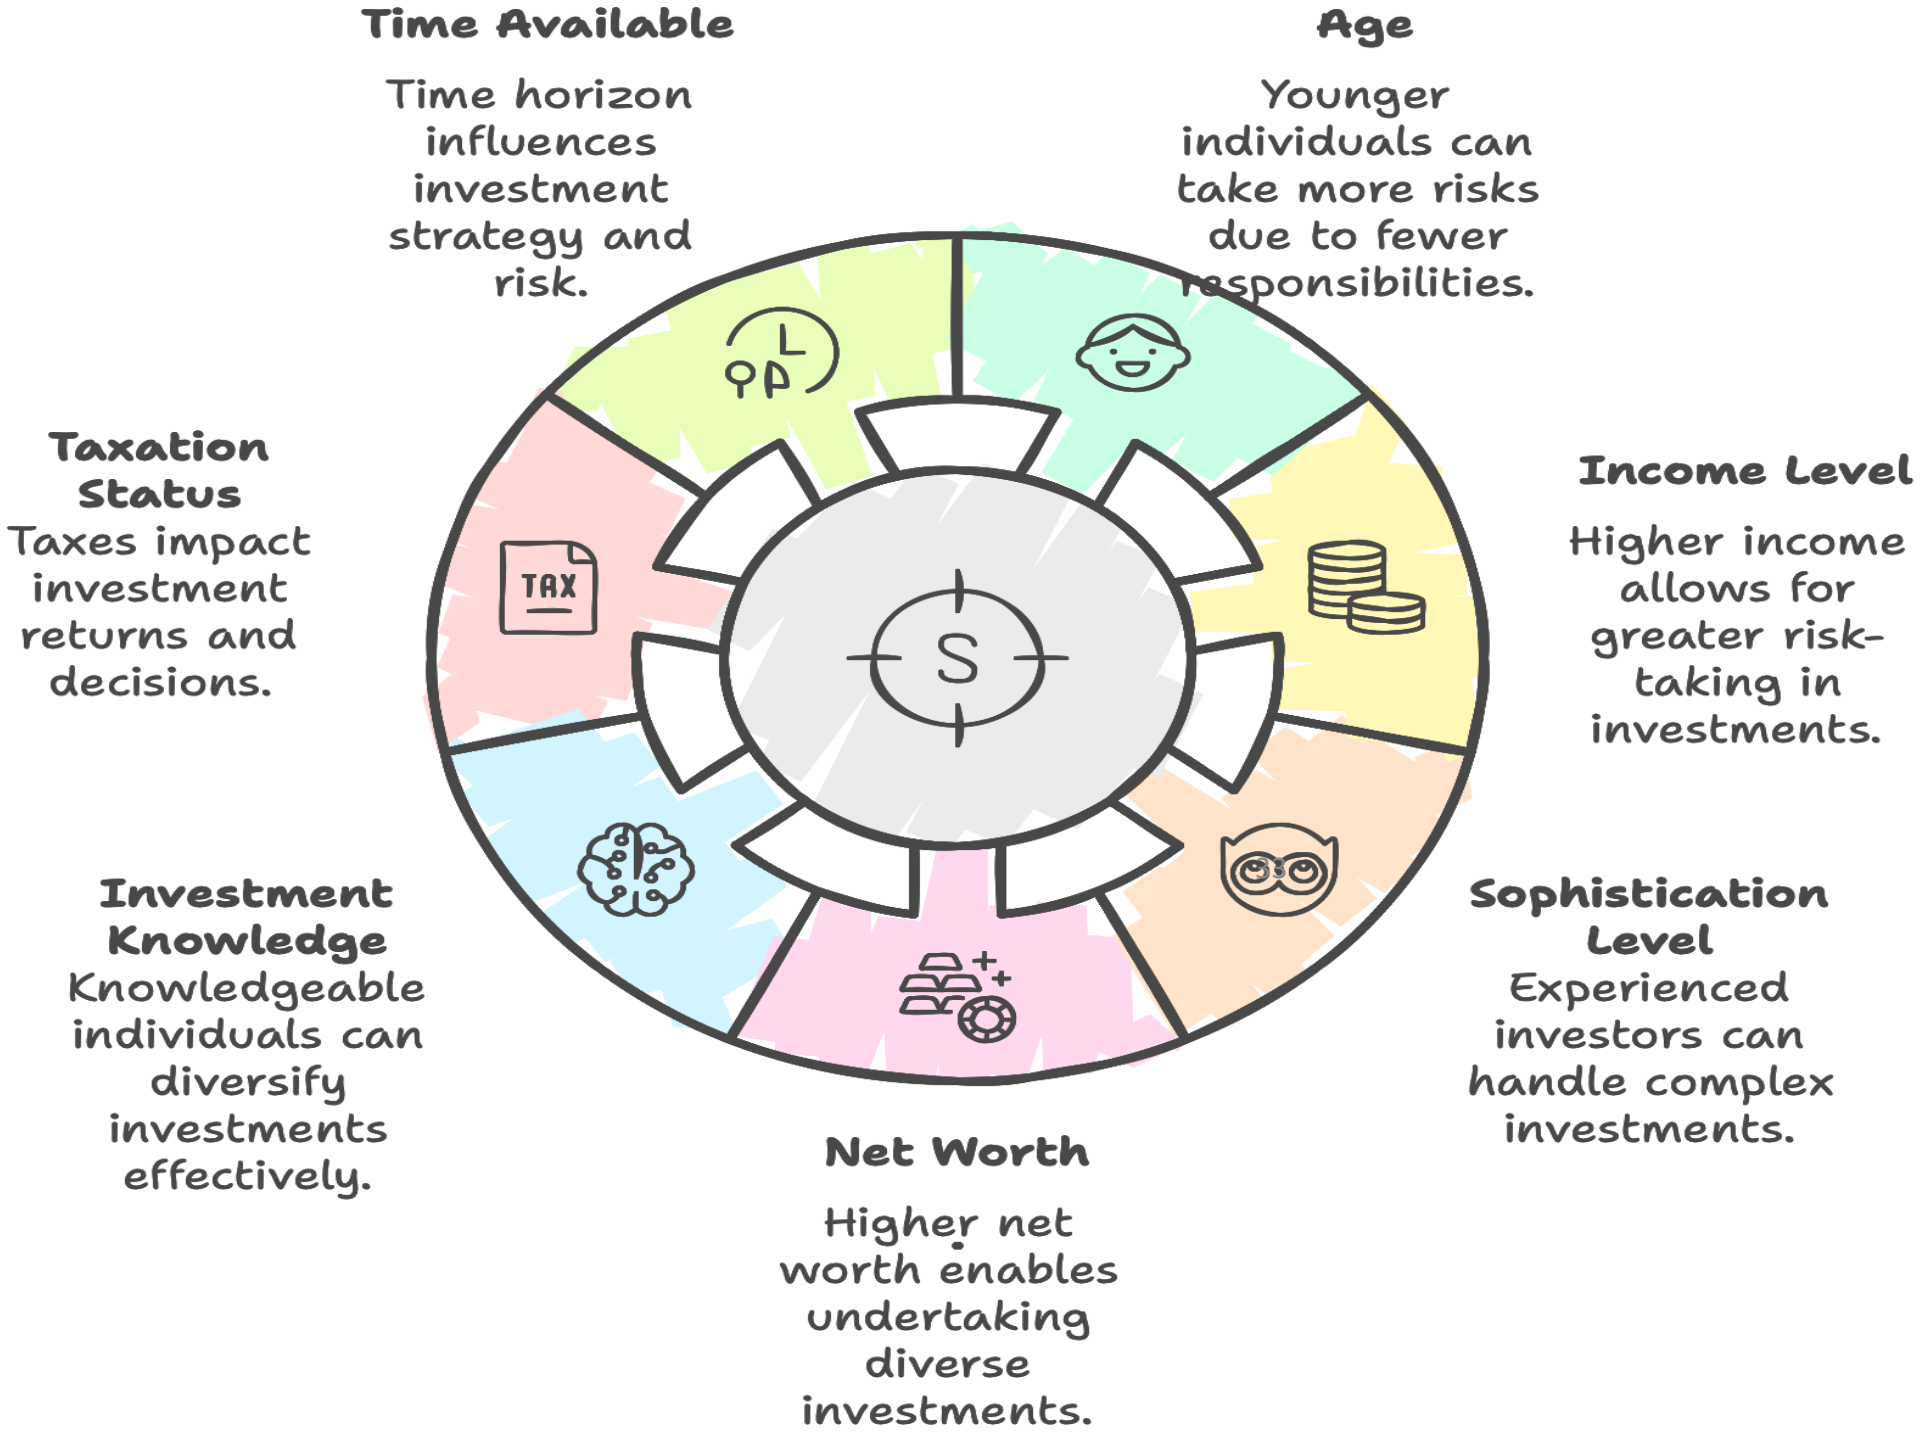 Time Available
Time horizon
influences
investment
strategy and
risk.
Age
Younger
individuals can
take more risks
due to fewer
responsibilities.
Taxation
Status
Taxes impact
investment
returns and
decisions.
TAX
Income Level
Higher income
allows for
greater risk-
taking in
investments.
S
Investment
Knowledge
Knowledgeable
individuals can
diversify
investments
effectively.
33
Sophistication
Level
Experienced
investors can
handle complex
investments.
Net Worth
Higher net
worth enables
undertaking
diverse
investments.